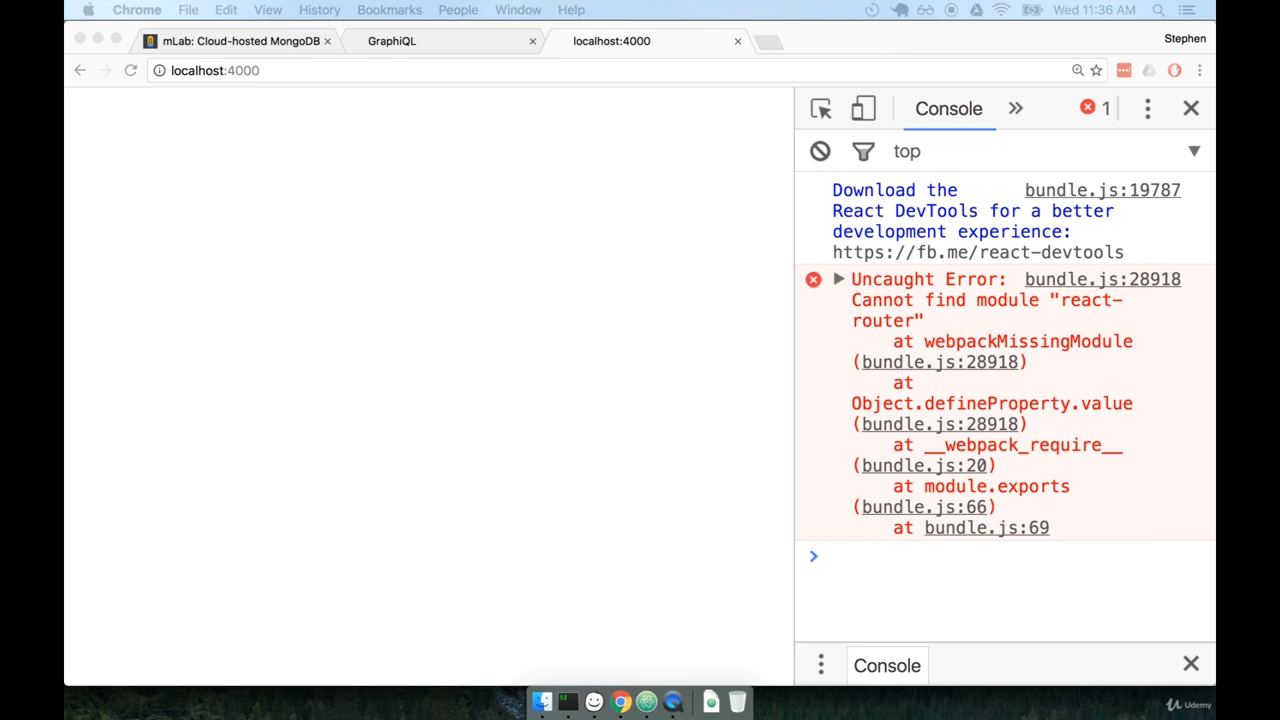 Chrome File Edit View History Bookmarks People Window Help Wed 11:36 AM
mLab: Cloud-hosted MongoDB GraphiQL localhost:4000 Stephen
localhost:4000
Console 1
top
Download the bundle.js:19787
React DevTools for a better
development experience:
https://fb.me/react-devtools
Uncaught Error: bundle.js:28918
Cannot find module "react-
router"
at webpackMissingModule
(bundle.js:28918)
at
Object.defineProperty.value
(bundle.js:28918)
at __webpack_require__
(bundle.js:20)
at module.exports
(bundle.js:66)
at bundle.js:69
Console
Udemy